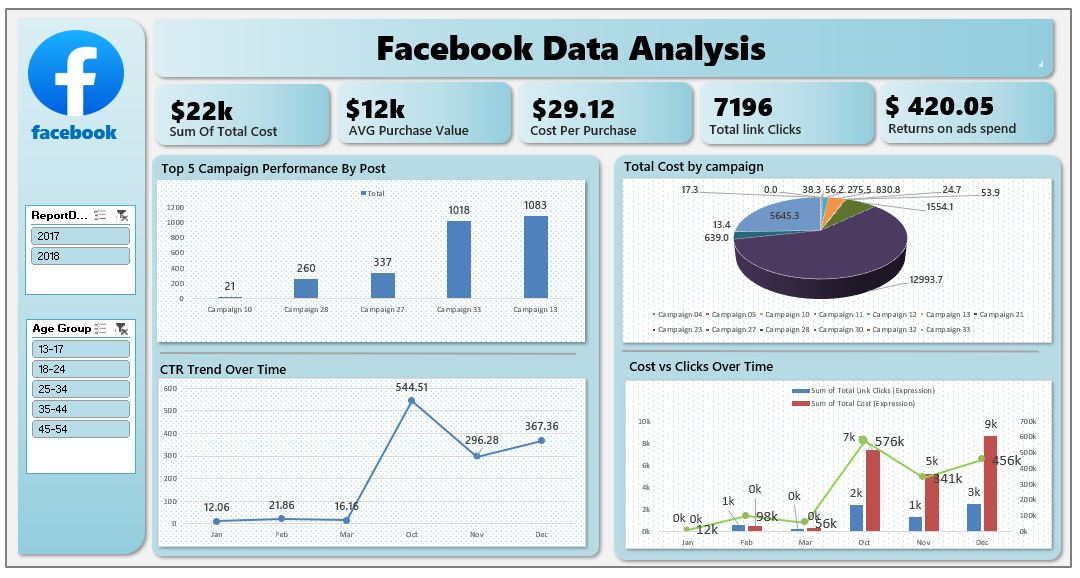 Facebook Data Analysis
facebook
$22k
Sum Of Total Cost
$12k
AVG Purchase Value
$29.12
Cost Per Purchase
7196
Total link Clicks
$ 420.05
Returns on ads spend
ReportD...
2017
2018
Age Group
13-17
18-24
25-34
35-44
45-54
Top 5 Campaign Performance By Post
Total
1200
1000
800
600
400
200
0
21
260
337
1018
1083
Campaign 10
Campaign 28
Campaign 27
Campaign 33
Campaign 13
Total Cost by campaign
17.3
0.0
38.3
56.2
275.5
830.8
24.7
53.9
1554.1
5645.3
13.4
639.0
12993.7
Campaign 04 Campaign 05 Campaign 10 Campaign 11 Campaign 12 Campaign 13 Campaign 21
Campaign 23 Campaign 27 Campaign 28 Campaign 30 Campaign 32 Campaign 33
CTR Trend Over Time
600
500
400
300
200
100
0
12.06
21.86
16.16
544.51
296.28
367.36
Jan
Feb
Mar
Oct
Nov
Dec
Cost vs Clicks Over Time
Sum of Total Link Clicks (Expression)
Sum of Total Cost (Expression)
10k
8k
6k
4k
2k
0k
700k
600k
500k
400k
300k
200k
100k
0k
0k
0k
12k
1k
0k
98k
0k
0k
56k
2k
7k
576k
1k
5k
341k
3k
9k
456k
Jan
Feb
Mar
Oct
Nov
Dec